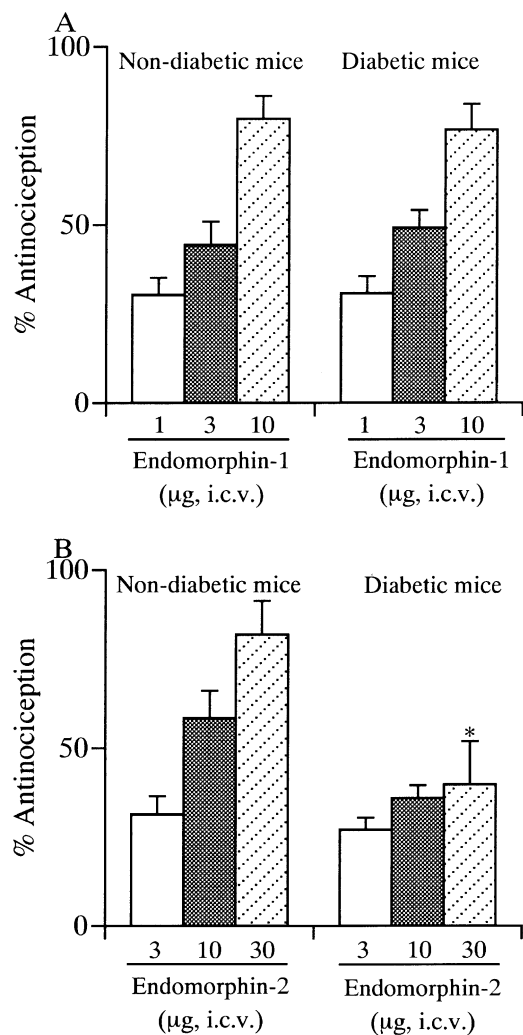 A
100
Non-diabetic mice Diabetic mice
50
% Antinociception
0
1 3 10 1 3 10
Endomorphin-1 Endomorphin-1
(μg, i.c.v.) (μg, i.c.v.)
B
100
Non-diabetic mice Diabetic mice
50
% Antinociception
*
0
3 10 30 3 10 30
Endomorphin-2 Endomorphin-2
(μg, i.c.v.) (μg, i.c.v.)